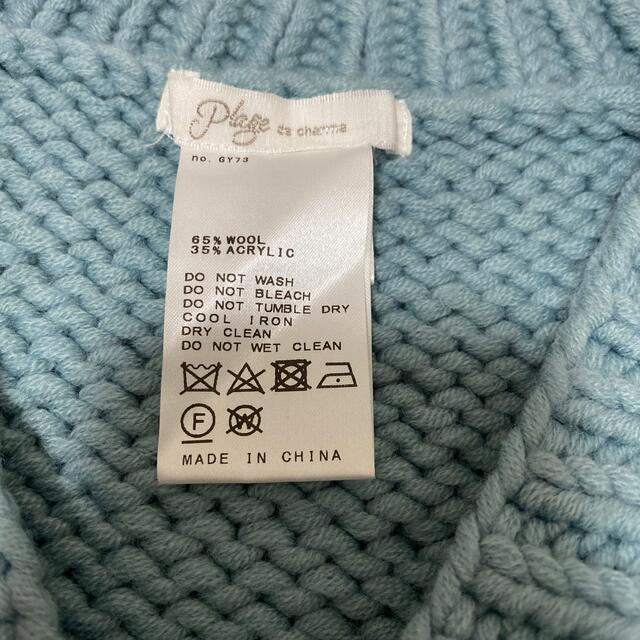 Plage de charme
no. GY73
65% WOOL
35% ACRYLIC
DO NOT WASH
DO NOT BLEACH
DO NOT TUMBLE DRY
COOL IRON
DRY CLEAN
DO NOT WET CLEAN
F W
MADE IN CHINA